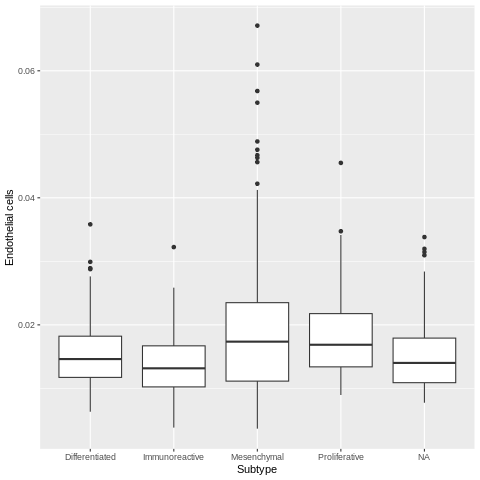 Endothelial cells
0.06
0.04
0.02
Differentiated Immunoreactive Mesenchymal Proliferative NA
Subtype